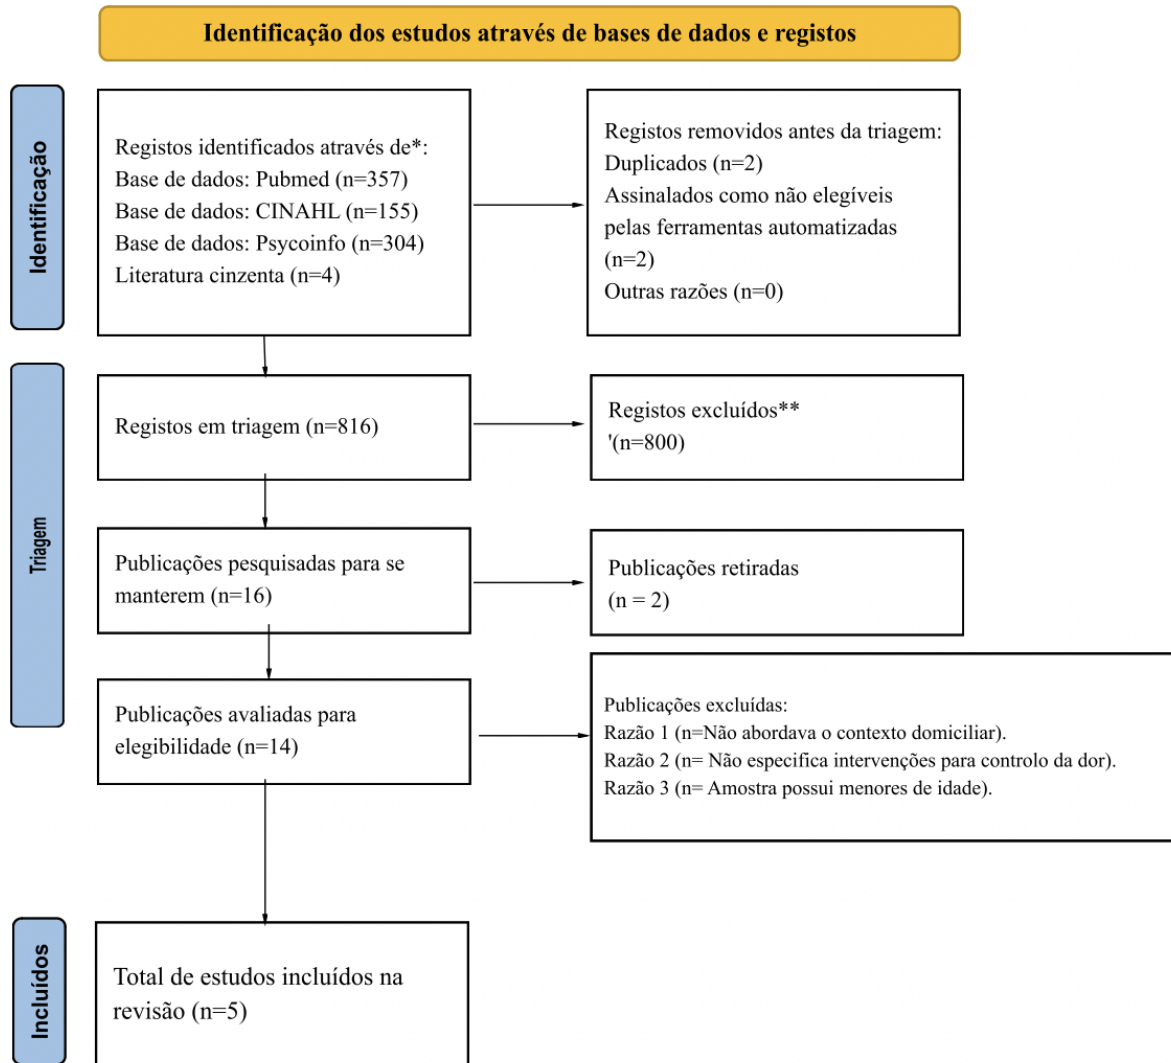 Identificação dos estudos através de bases de dados e registos
Identificação
Registos identificados através de*:
Base de dados: Pubmed (n=357)
Base de dados: CINAHL (n=155)
Base de dados: Psycoinfo (n=304)
Literatura cinzenta (n=4)
Registos removidos antes da triagem:
Duplicados (n=2)
Assinalados como não elegíveis
pelas ferramentas automatizadas
(n=2)
Outras razões (n=0)
Triagem
Registos em triagem (n=816)
Registos excluídos**
'(n=800)
Publicações pesquisadas para se
manterem (n=16)
Publicações retiradas
(n = 2)
Publicações avaliadas para
elegibilidade (n=14)
Publicações excluídas:
Razão 1 (n=Não abordava o contexto domiciliar).
Razão 2 (n= Não especifica intervenções para controlo da dor).
Razão 3 (n= Amostra possui menores de idade).
Incluídos
Total de estudos incluídos na
revisão (n=5)